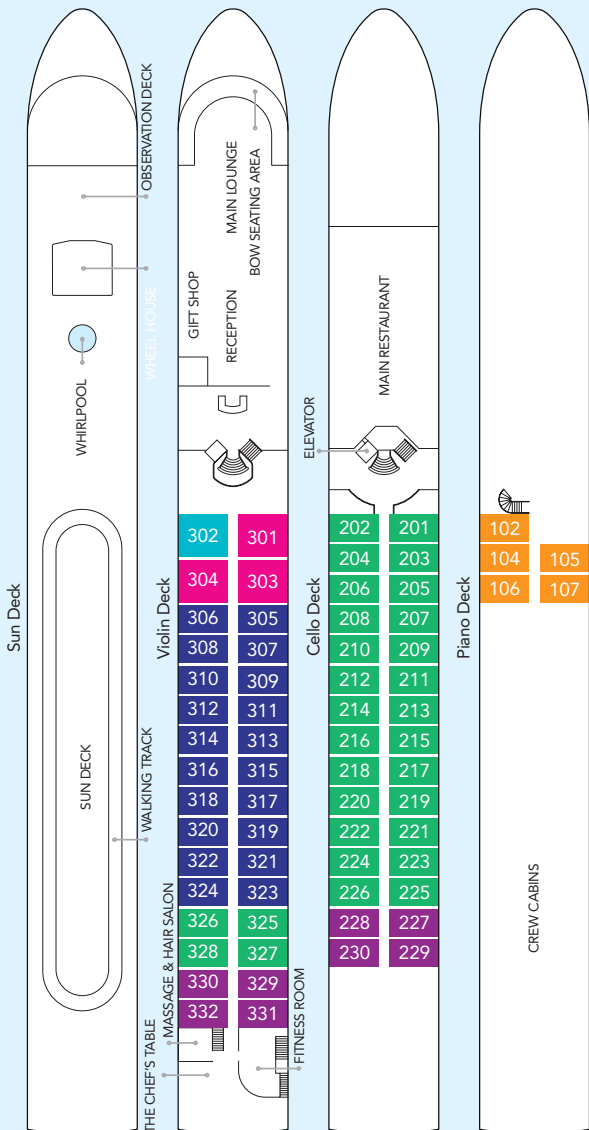 Sun Deck
OBSERVATION DECK
WHEEL HOUSE
WHIRLPOOL
SUN DECK
WALKING TRACK
Violin Deck
MAIN LOUNGE
BOW SEATING AREA
GIFT SHOP
RECEPTION
302 301
304 303
306 305
308 307
310 309
312 311
314 313
316 315
318 317
320 319
322 321
324 323
326 325
328 327
330 329
332 331
MASSAGE & HAIR SALON
THE CHEF'S TABLE
FITNESS ROOM
Cello Deck
MAIN RESTAURANT
ELEVATOR
202 201
204 203
206 205
208 207
210 209
212 211
214 213
216 215
218 217
220 219
222 221
224 223
226 225
228 227
230 229
Piano Deck
102
104 105
106 107
CREW CABINS